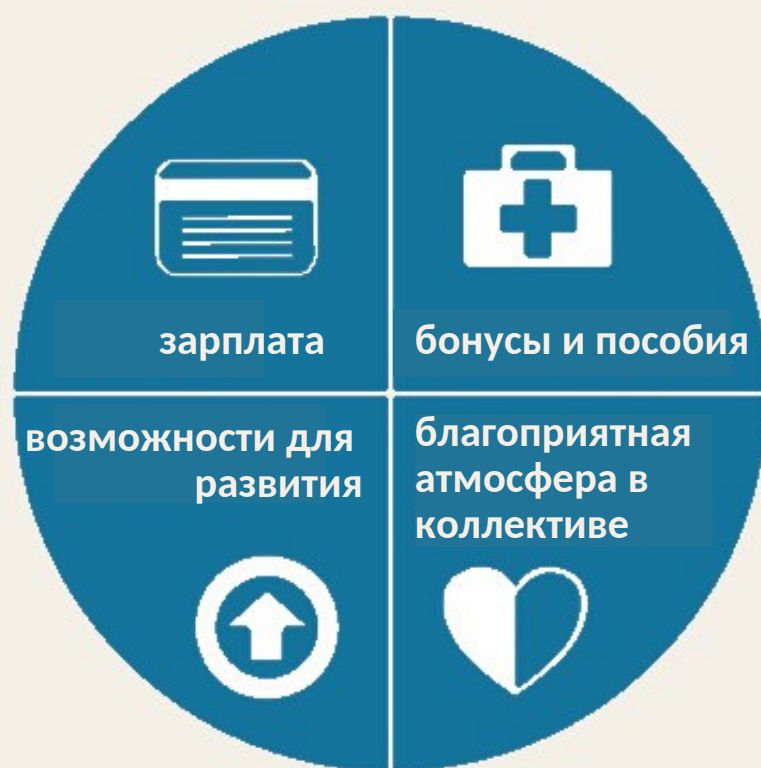 зарплата
бонусы и пособия
возможности для
развития
благоприятная
атмосфера в
коллективе